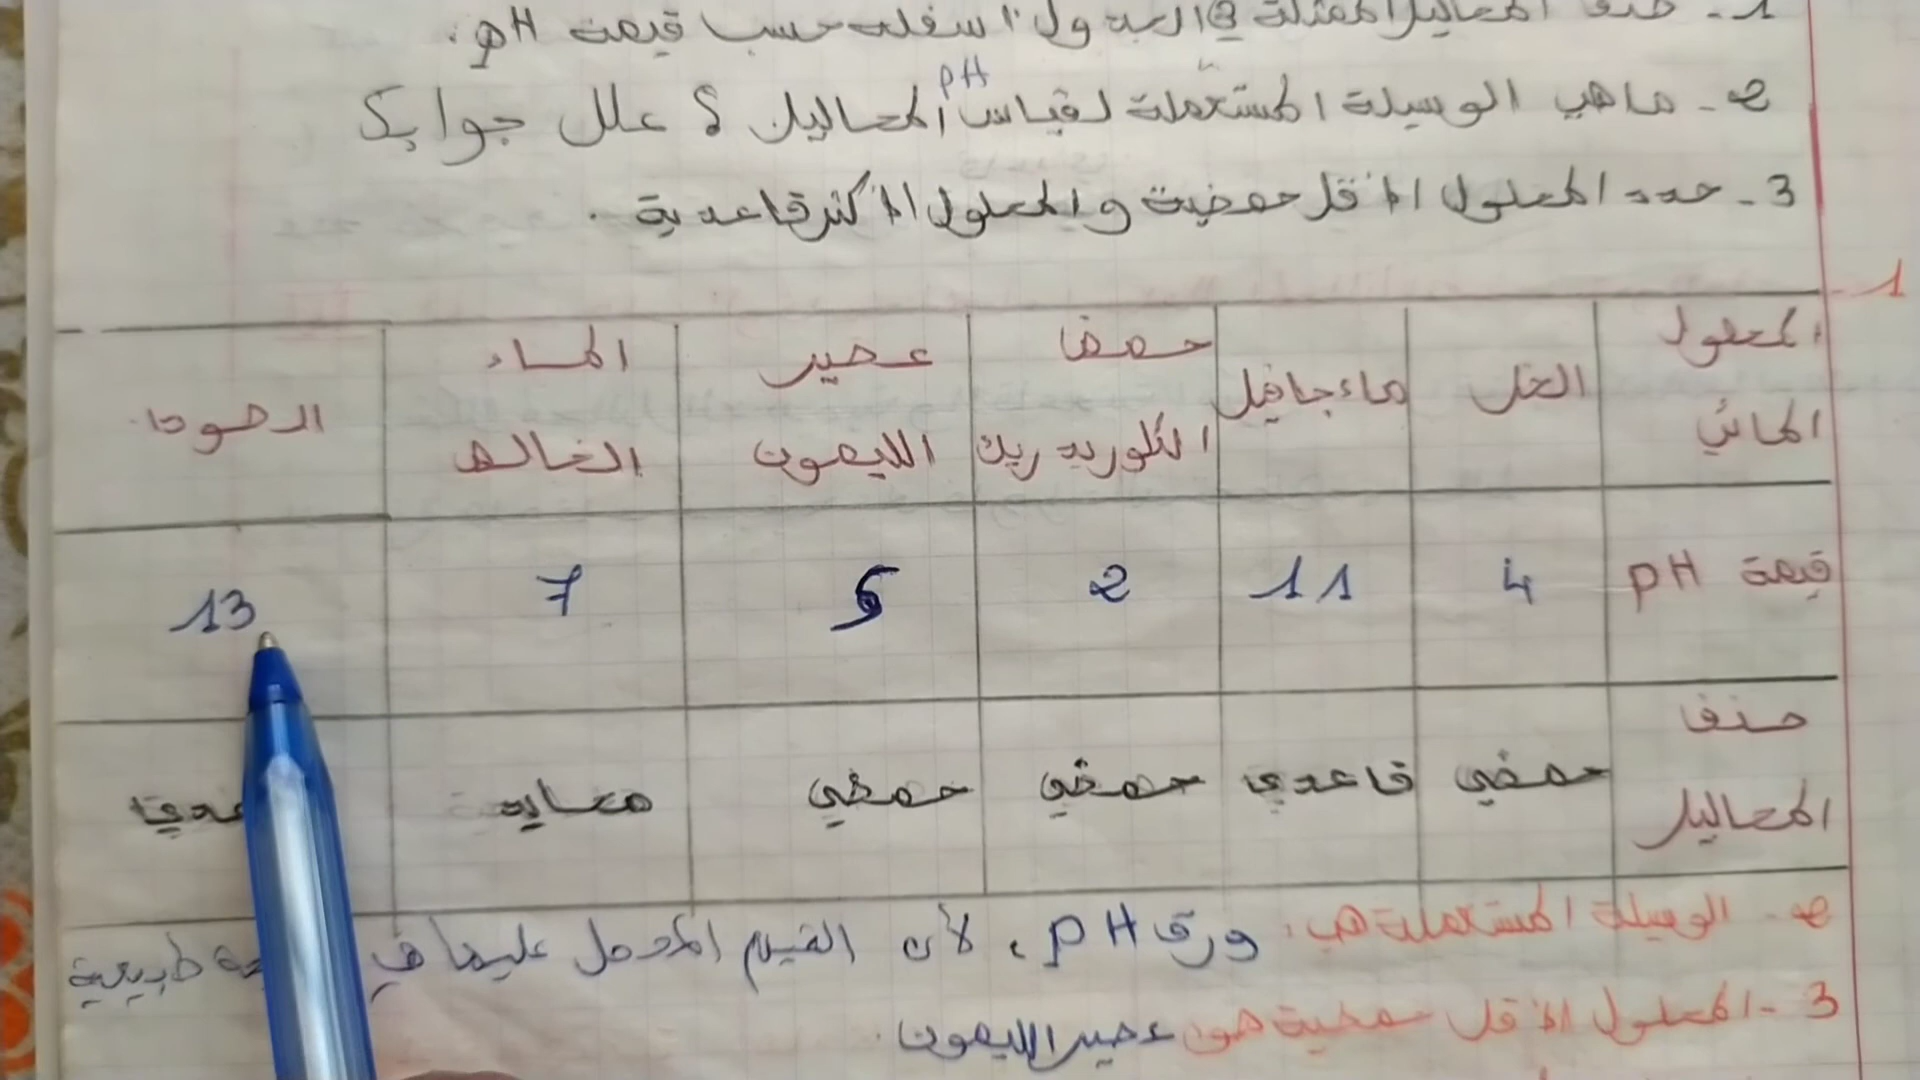 1 - صنف المحاليل الممثلة في الجدول أسفله حسب قيمة pH.
2 - ماهي الوسيلة المستعملة لقياس pH المحاليل ؟ علل جوابك
3 - حدد المحلول الأقل حمضية والمحلول الأكثر قاعدية.
1 -
المحلول المائي | الخل | ماء جافيل | حمض الكلوريدريك | عصير الليمون | الماء الخالص | الصودا
قيمة pH | 4 | 11 | 2 | 5 | 7 | 13
صنف المحاليل | حمضي | قاعدي | حمضي | حمضي | محايد | عدي
2 - الوسيلة المستعملة هي: ورق pH، لأن القيم المحصل عليها طبيعية
3 - المحلول الأقل حمضية هو: عصير الليمون.